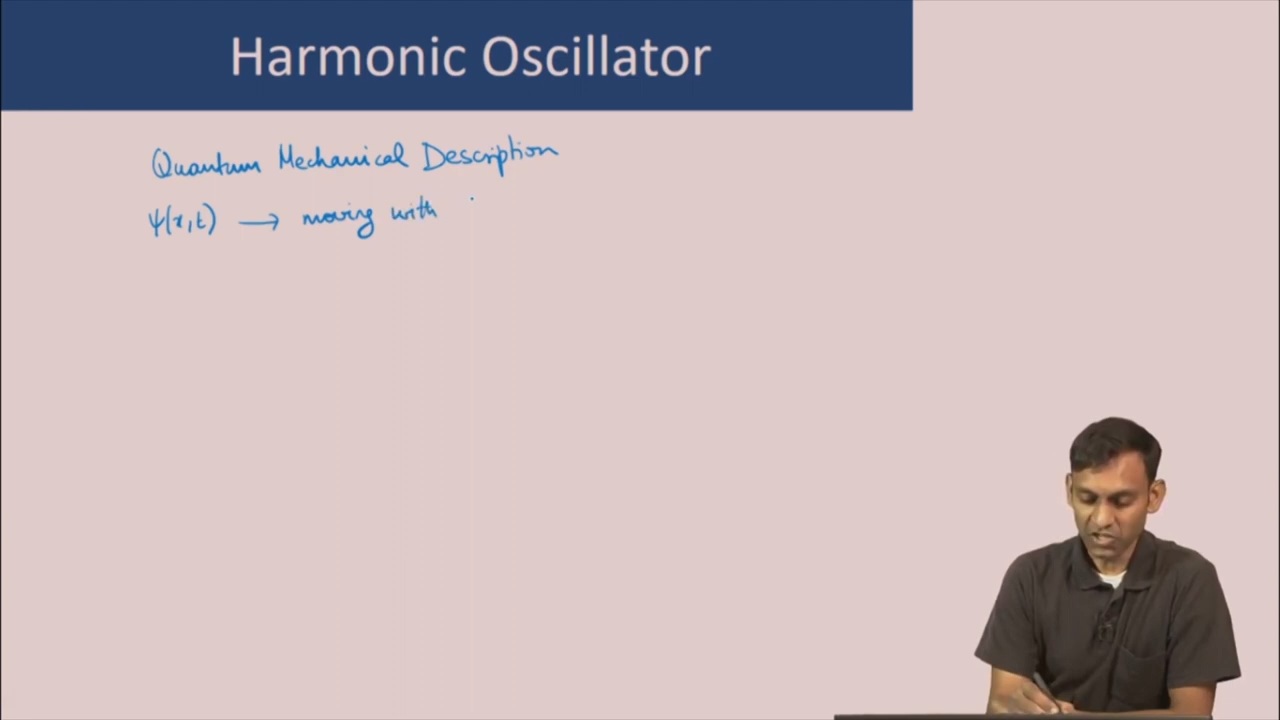 Harmonic Oscillator
Quantum Mechanical Description
ψ(x,t) → moving with